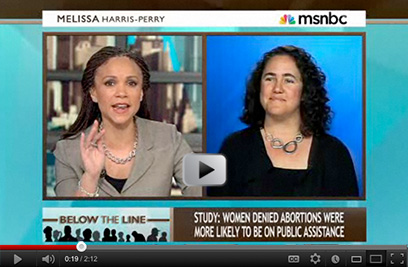 MELISSA HARRIS-PERRY
msnbc
BELOW THE LINE
STUDY: WOMEN DENIED ABORTIONS WERE
MORE LIKELY TO BE ON PUBLIC ASSISTANCE
0:19 / 2:12